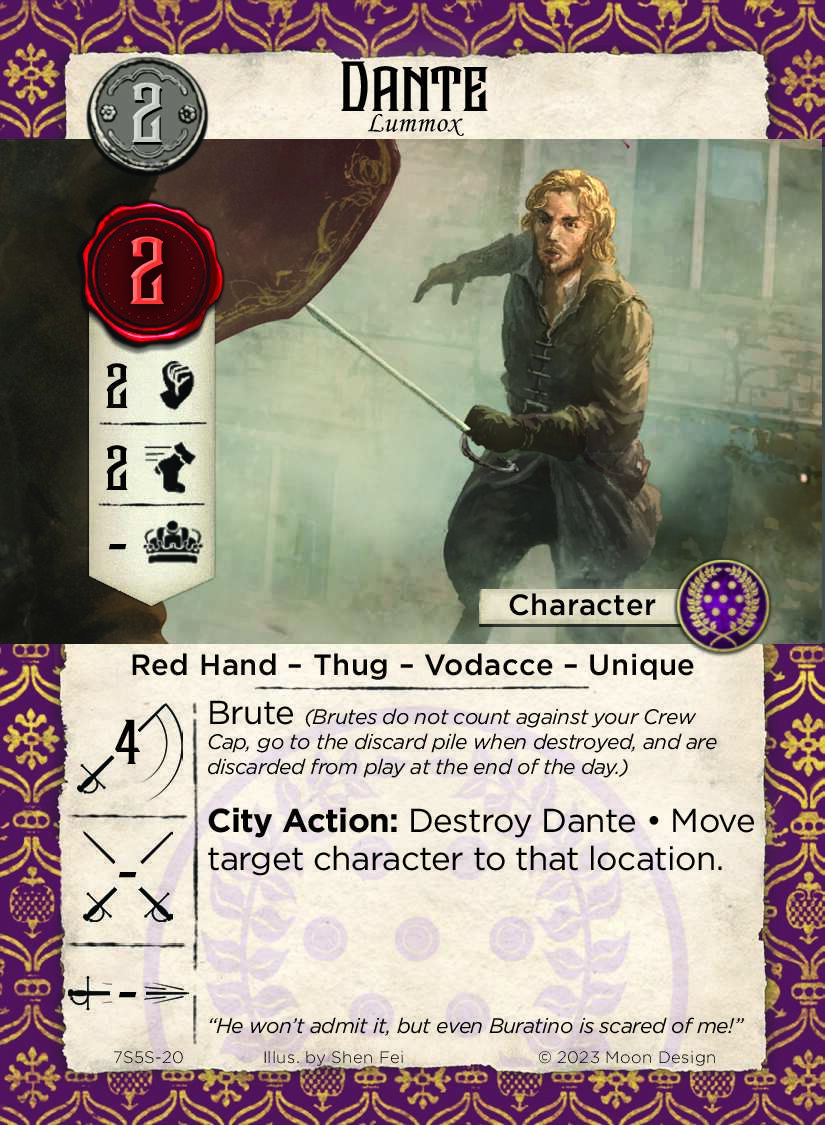 Dante
Lummox
2
2
2
2
-
Character
Red Hand – Thug – Vodacce – Unique
4
-
-
Brute (Brutes do not count against your Crew
Cap, go to the discard pile when destroyed, and are
discarded from play at the end of the day.)
City Action: Destroy Dante • Move
target character to that location.
“He won’t admit it, but even Buratino is scared of me!”
7S5S-20
Illus. by Shen Fei
© 2023 Moon Design